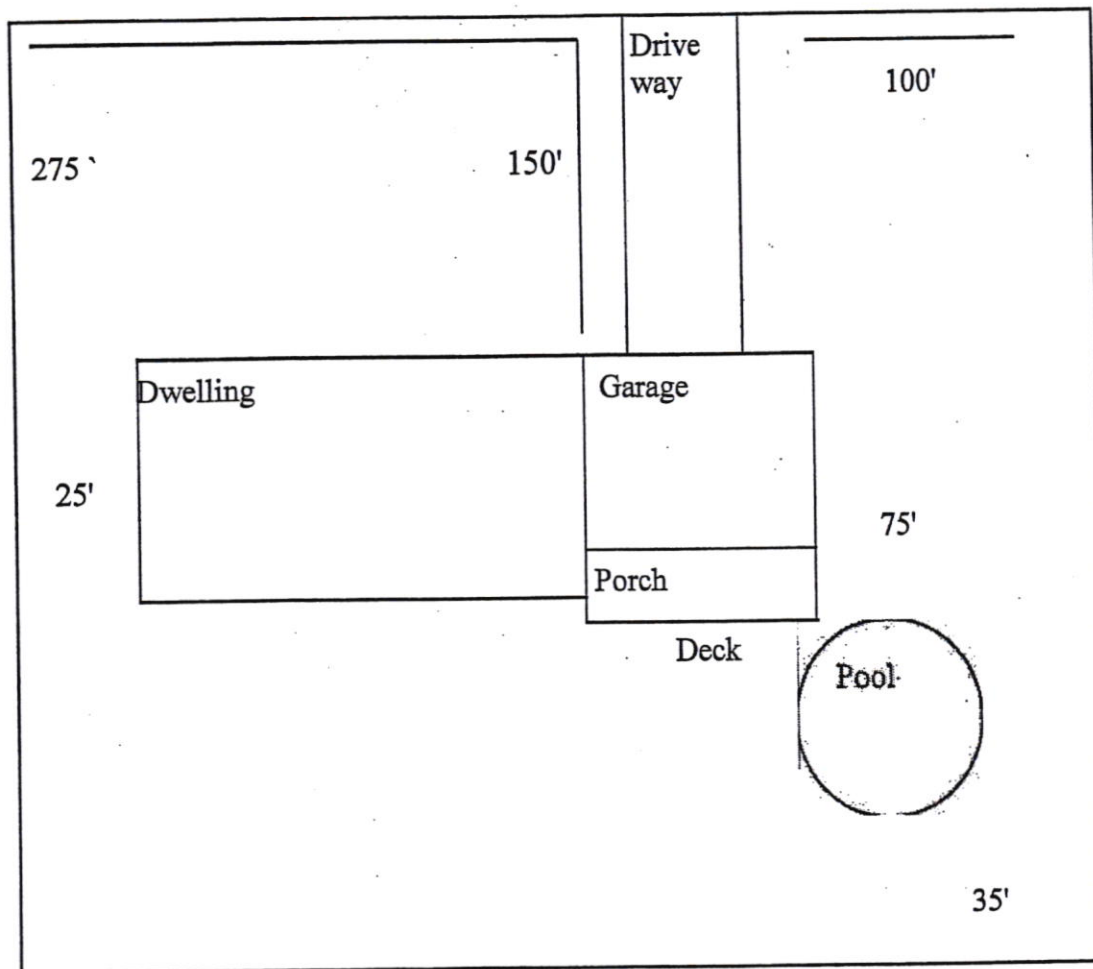 Drive
way
100'
275 `
150'
Dwelling
Garage
25'
75'
Porch
Deck
Pool
35'